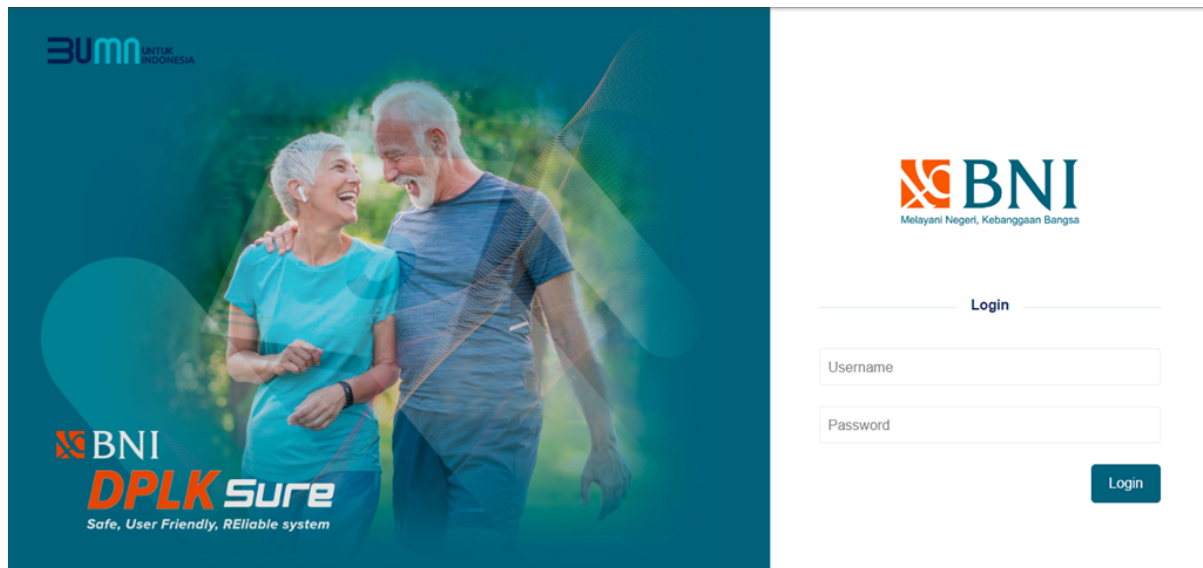 BUMN UNTUK
INDONESIA
BNI
DPLK Sure
Safe, User Friendly, REliable system
BNI
Melayani Negeri, Kebanggaan Bangsa
Login
Username
Password
Login